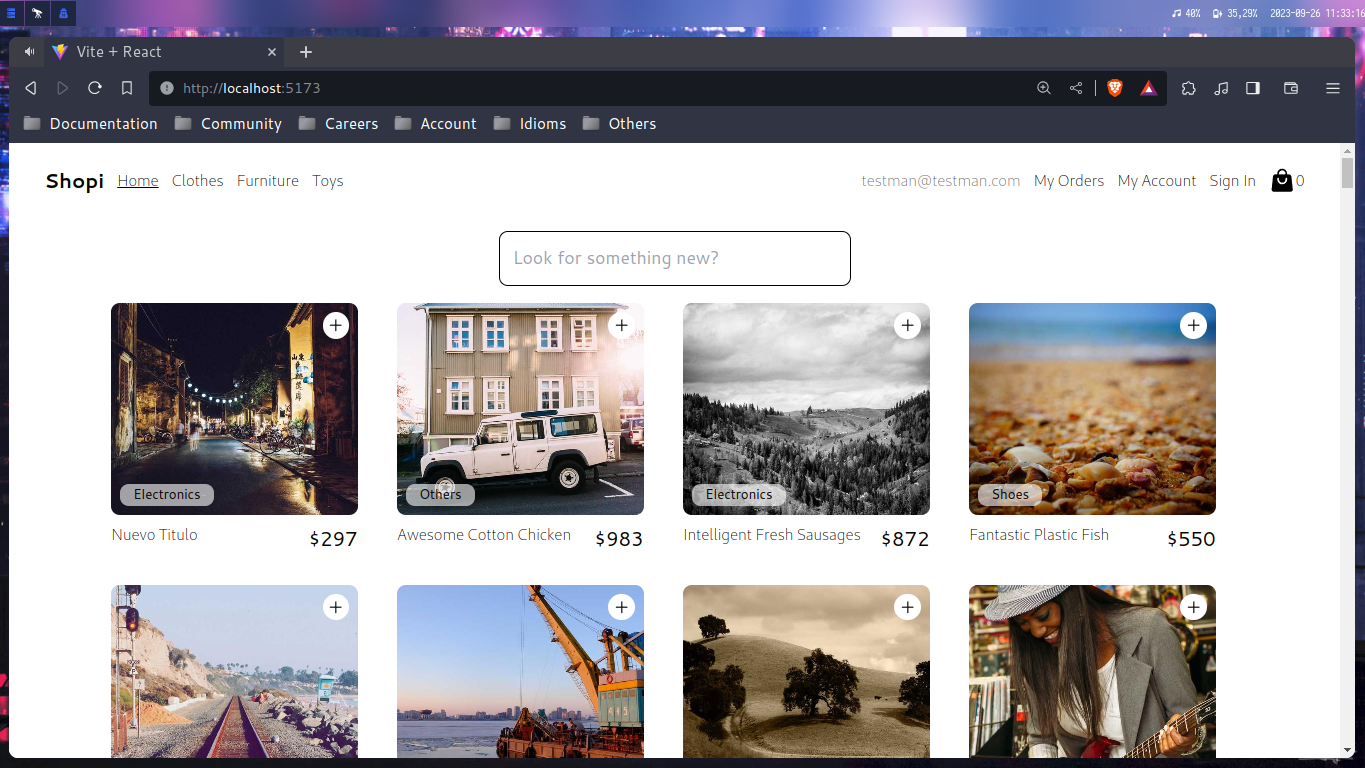 40% 35,29% 2023-09-26 11:33:16
Vite + React
http://localhost:5173
Documentation Community Careers Account Idioms Others
Shopi Home Clothes Furniture Toys testman@testman.com My Orders My Account Sign In 0
Look for something new?
Electronics Others Electronics Shoes
Nuevo Titulo $297 Awesome Cotton Chicken $983 Intelligent Fresh Sausages $872 Fantastic Plastic Fish $550